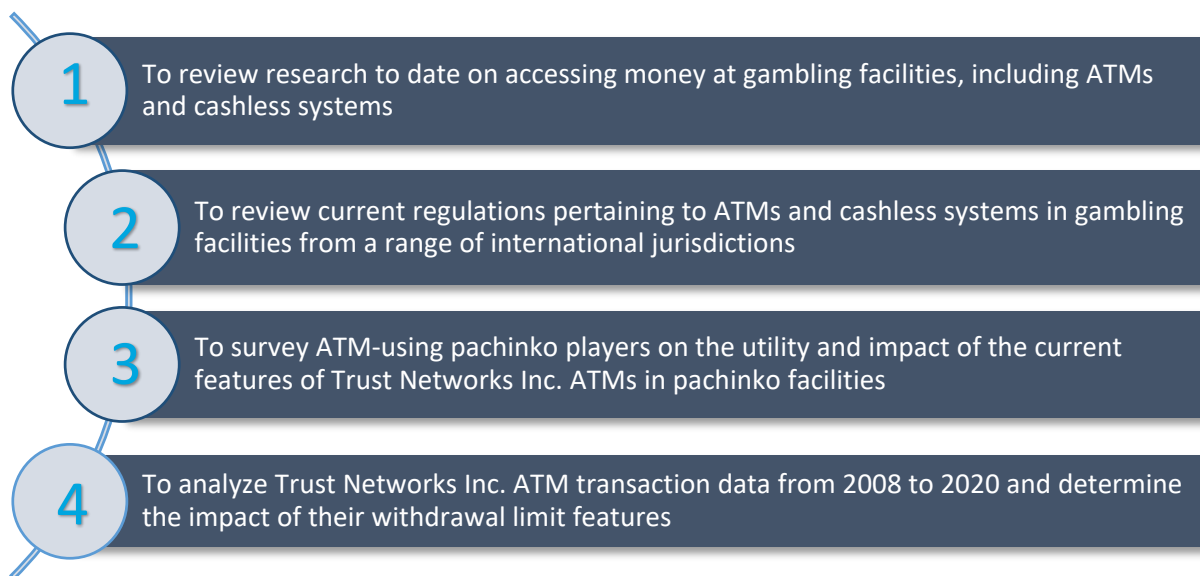 1
To review research to date on accessing money at gambling facilities, including ATMs
and cashless systems
2
To review current regulations pertaining to ATMs and cashless systems in gambling
facilities from a range of international jurisdictions
3
To survey ATM-using pachinko players on the utility and impact of the current
features of Trust Networks Inc. ATMs in pachinko facilities
4
To analyze Trust Networks Inc. ATM transaction data from 2008 to 2020 and determine
the impact of their withdrawal limit features